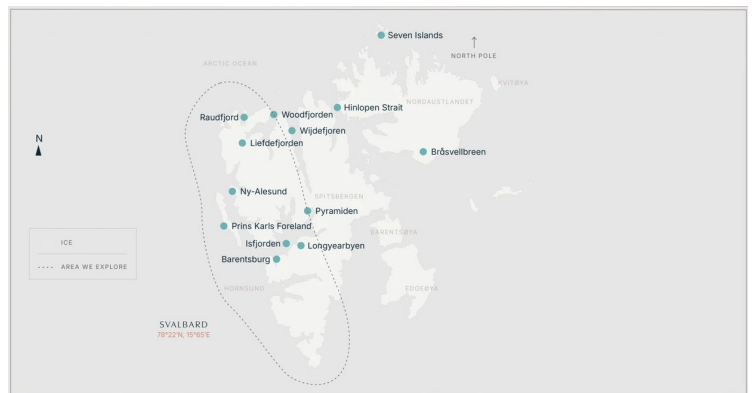 Seven Islands
↑
NORTH POLE
ARCTIC OCEAN
KVITØYA
NORDAUSTLANDET
Hinlopen Strait
Woodfjorden
Raudfjord
Wijdefjoren
N
Liefdefjorden
Bråsvellbreen
Ny-Alesund
SPITSBERGEN
Pyramiden
Prins Karls Foreland
BARENTSØYA
ICE
Isfjorden
Longyearbyen
Barentsburg
AREA WE EXPLORE
HORNSUND
EDGEØYA
SVALBARD
78°22'N, 15°65'E